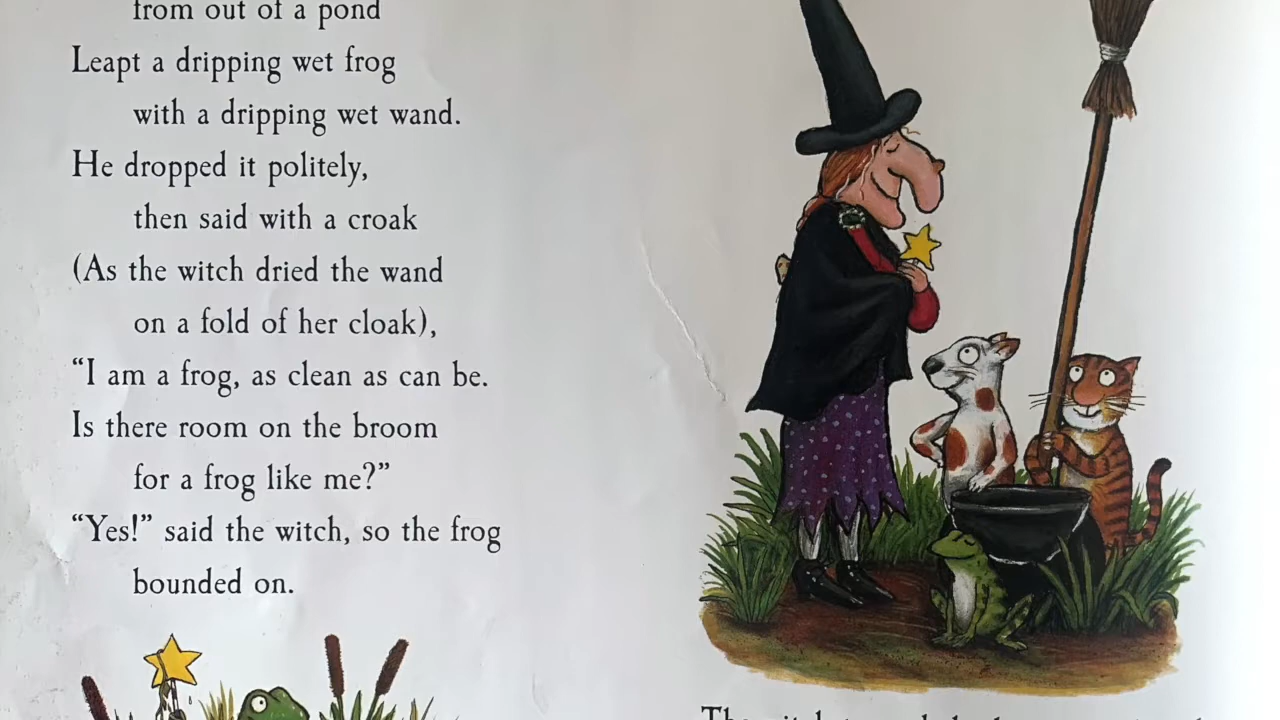 from out of a pond
Leapt a dripping wet frog
with a dripping wet wand.
He dropped it politely,
then said with a croak
(As the witch dried the wand
on a fold of her cloak),
“I am a frog, as clean as can be.
Is there room on the broom
for a frog like me?”
“Yes!” said the witch, so the frog
bounded on.
The witch